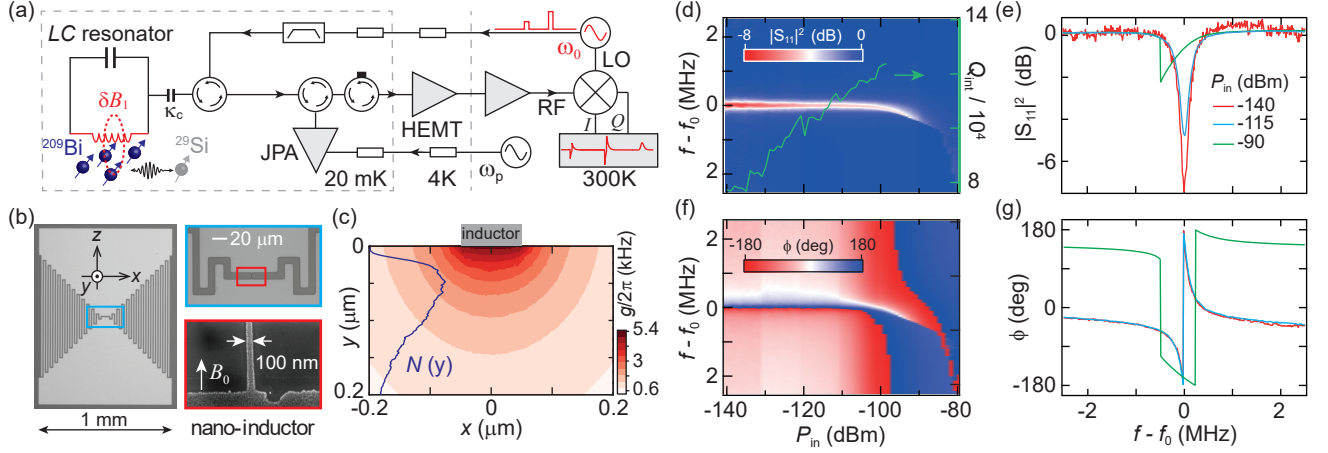 (a)
LC resonator
δB₁
κc
²⁰⁹Bi
²⁹Si
JPA
20 mK
HEMT
4K
ωp
RF
ω₀
LO
I
Q
300K
(b)
z
x
y
1 mm
20 μm
B₀
100 nm
nano-inductor
(c)
inductor
N (y)
0
y (μm)
0.2
-0.2
0
0.2
x (μm)
g/2π (kHz)
5.4
3
0.6
(d)
|S₁₁|² (dB)
-8
0
f - f₀ (MHz)
2
0
2
14
Qint / 10⁴
8
(e)
|S₁₁|² (dB)
0
-6
Pin (dBm)
-140
-115
-90
(f)
-180
180
ϕ (deg)
f - f₀ (MHz)
2
0
2
-140
-120
-100
-80
Pin (dBm)
(g)
ϕ (deg)
180
0
-180
-2
0
2
f - f₀ (MHz)